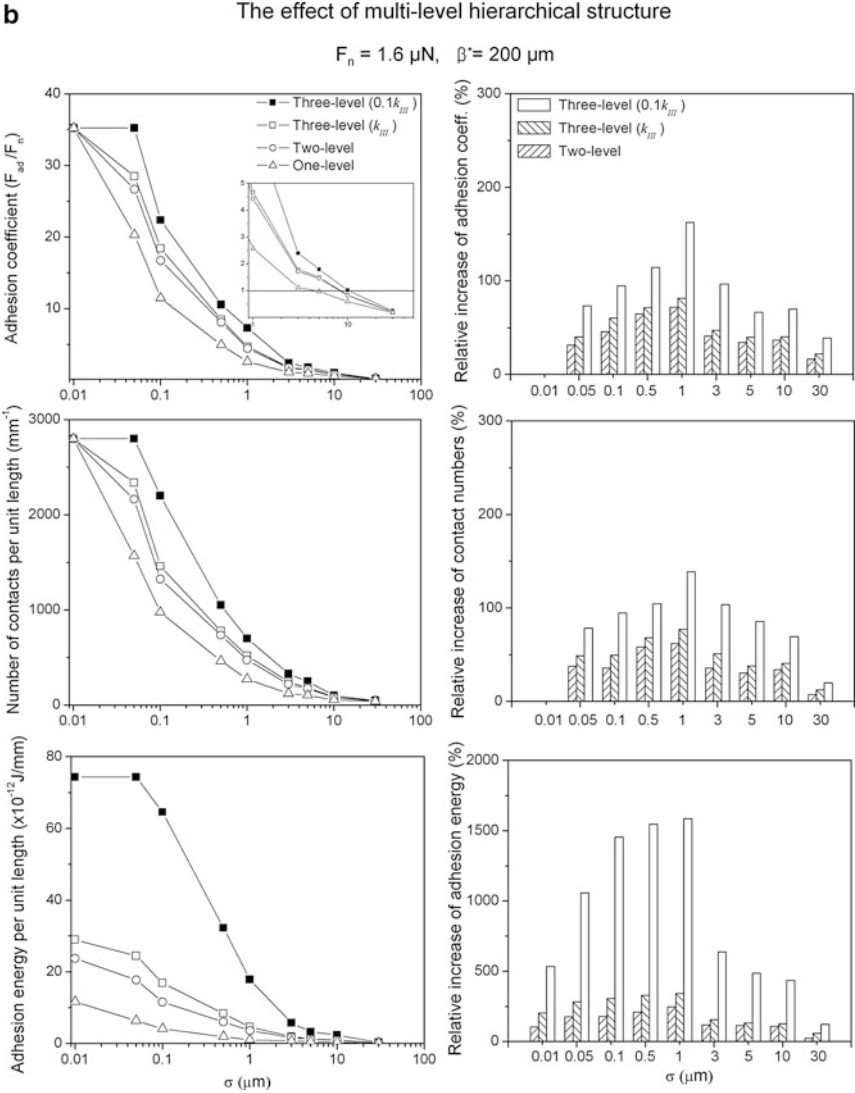 b
The effect of multi-level hierarchical structure
Fₙ = 1.6 μN, β*= 200 μm
Adhesion coefficient (F_ad/Fₙ)
40
30
20
10
0.01
0.1
1
10
100
Three-level (0.1k_III)
Three-level (k_III)
Two-level
One-level
5
4
3
2
1
1
10
Relative increase of adhesion coeff. (%)
300
200
100
0
Three-level (0.1k_III)
Three-level (k_III)
Two-level
0.01 0.05 0.1 0.5 1 3 5 10 30
Number of contacts per unit length (mm⁻¹)
3000
2000
1000
0
0.01
0.1
1
10
100
Relative increase of contact numbers (%)
300
200
100
0
0.01 0.05 0.1 0.5 1 3 5 10 30
Adhesion energy per unit length (x10⁻¹²J/mm)
80
60
40
20
0
0.01
0.1
1
10
100
σ (μm)
Relative increase of adhesion energy (%)
2000
1500
1000
500
0
0.01 0.05 0.1 0.5 1 3 5 10 30
σ (μm)